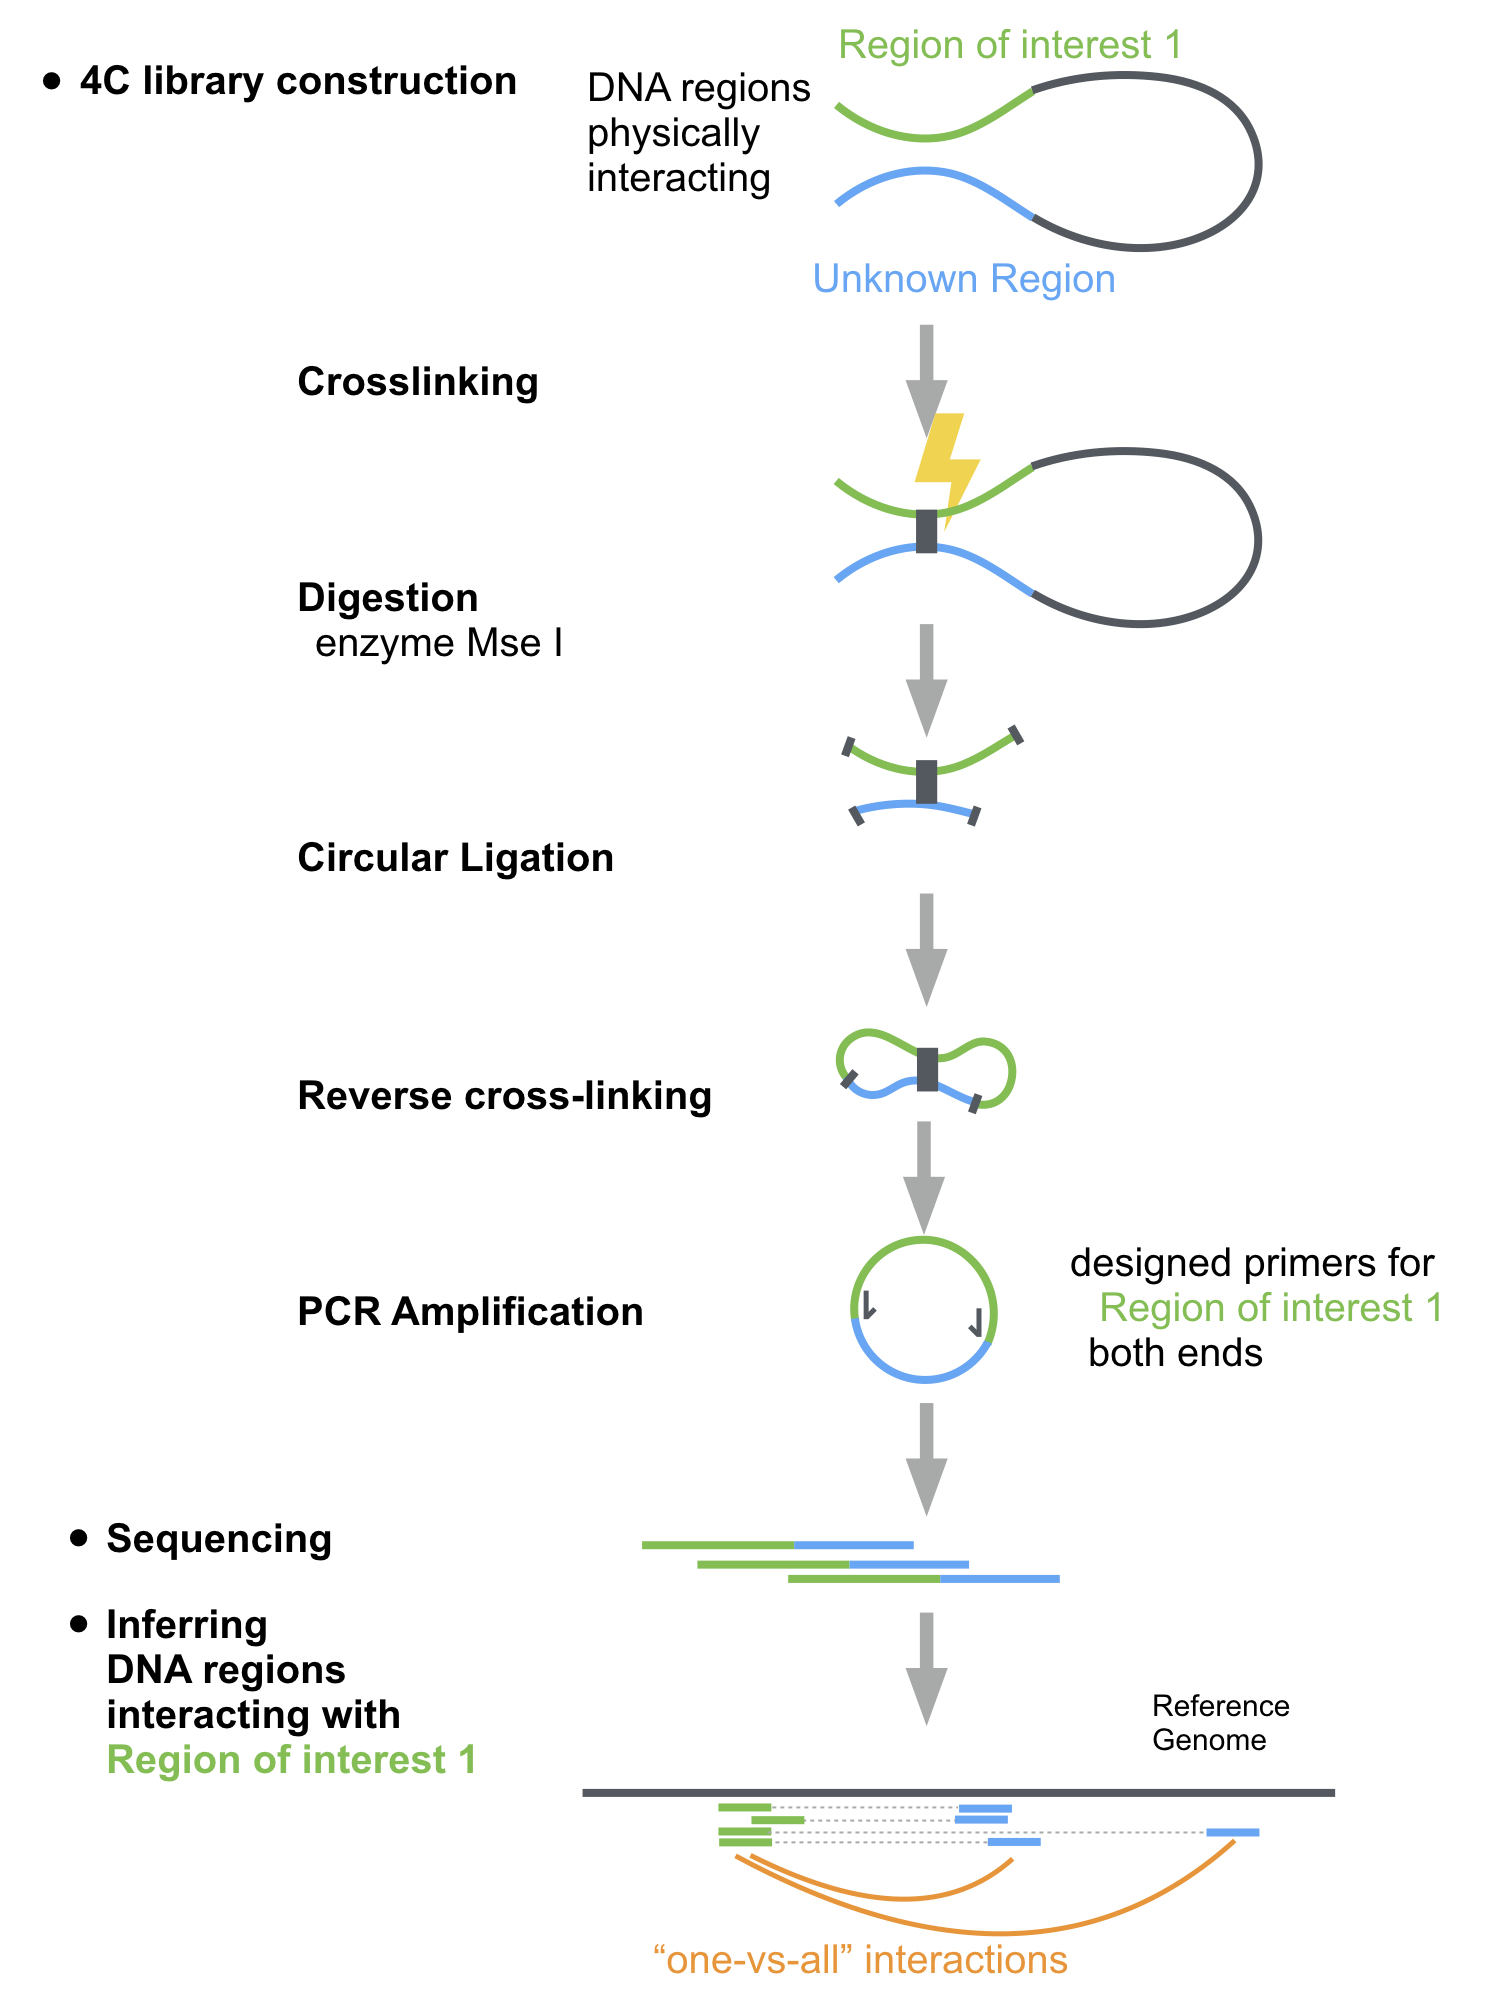 Region of interest 1
4C library construction
DNA regions
physically
interacting
Unknown Region
Crosslinking
Digestion
enzyme Mse I
Circular Ligation
Reverse cross-linking
PCR Amplification
designed primers for
Region of interest 1
both ends
Sequencing
Inferring
DNA regions
interacting with
Region of interest 1
Reference
Genome
“one-vs-all” interactions